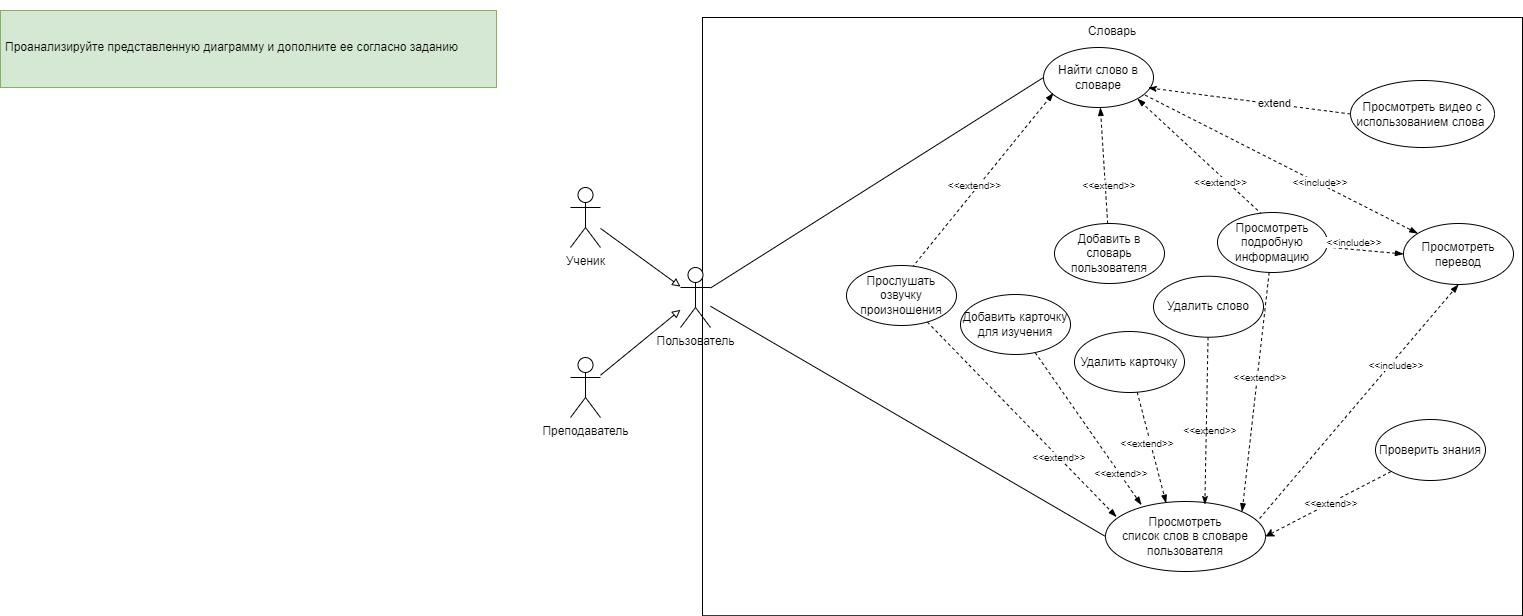 Проанализируйте представленную диаграмму и дополните ее согласно заданию
Словарь
Найти слово в
словаре
Просмотреть видео с
использованием слова
extend
<<extend>>
<<extend>>
<<extend>>
<<include>>
Ученик
Просмотреть
подробную
информацию
<<include>>
Просмотреть
перевод
Добавить в
словарь
пользователя
Прослушать
озвучку
произношения
Добавить карточку
для изучения
Удалить слово
Пользователь
Удалить карточку
<<include>>
<<extend>>
Преподаватель
<<extend>>
<<extend>>
Проверить знания
<<extend>>
<<extend>>
<<extend>>
Просмотреть
список слов в словаре
пользователя